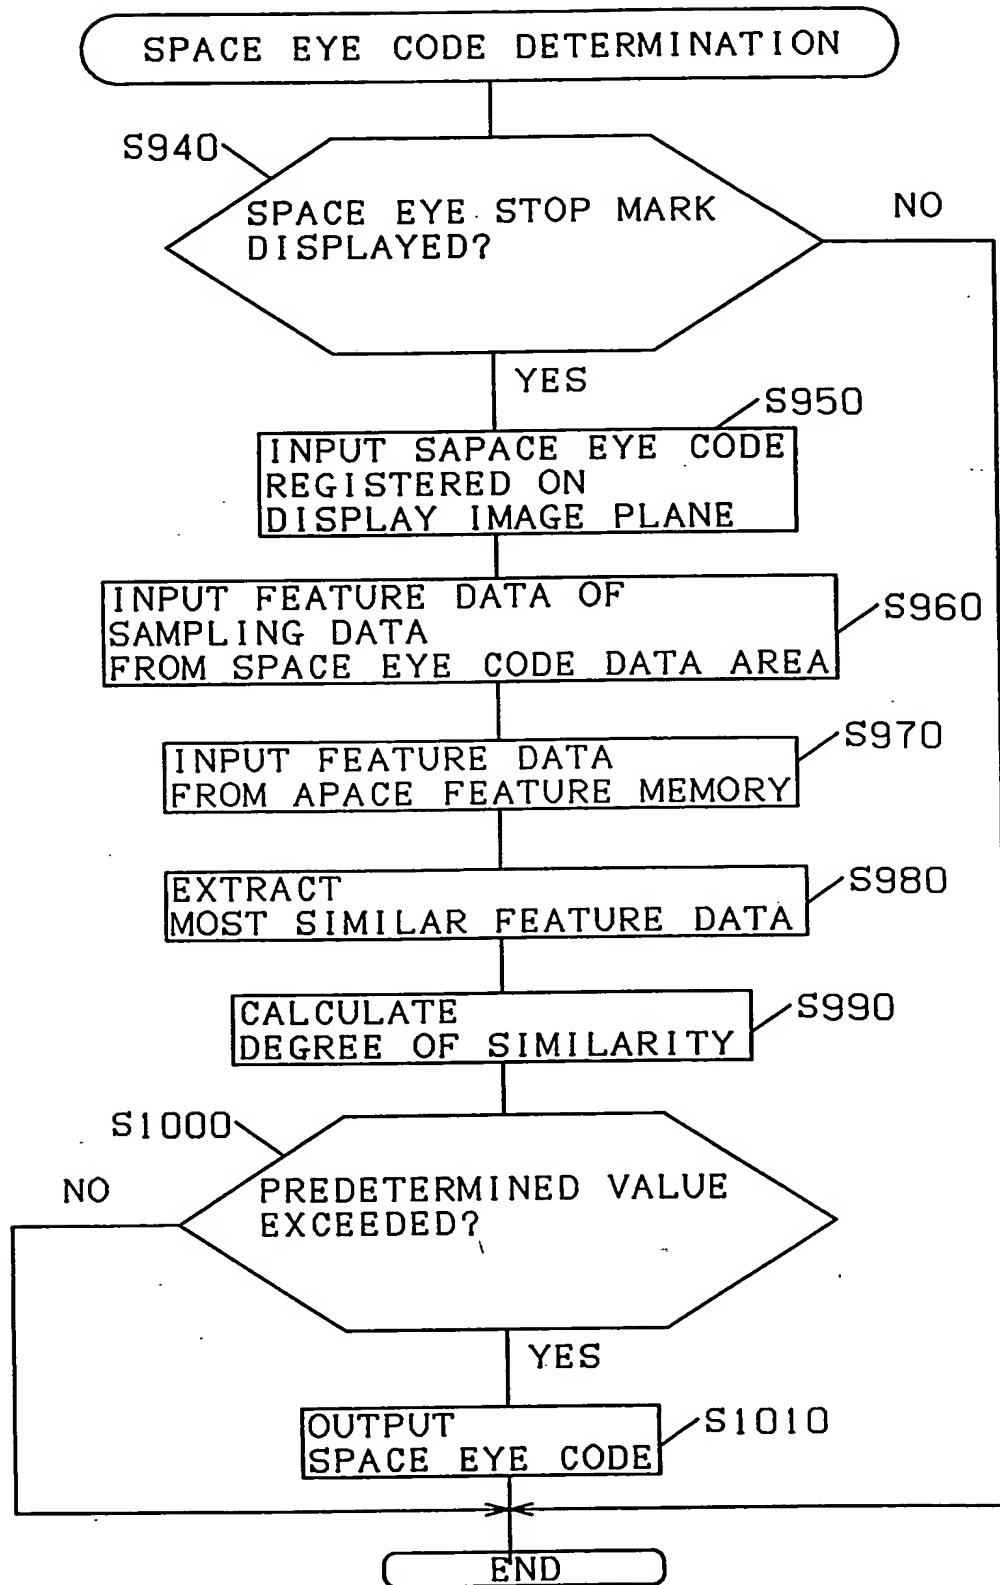 SPACE EYE CODE DETERMINATION
S940
SPACE EYE STOP MARK
DISPLAYED?
NO
YES
S950
INPUT SAPACE EYE CODE
REGISTERED ON
DISPLAY IMAGE PLANE
INPUT FEATURE DATA OF
SAMPLING DATA
FROM SPACE EYE CODE DATA AREA
S960
S970
INPUT FEATURE DATA
FROM APACE FEATURE MEMORY
S980
EXTRACT
MOST SIMILAR FEATURE DATA
S990
CALCULATE
DEGREE OF SIMILARITY
S1000
NO
PREDETERMINED VALUE
EXCEEDED?
YES
OUTPUT
SPACE EYE CODE
S1010
END